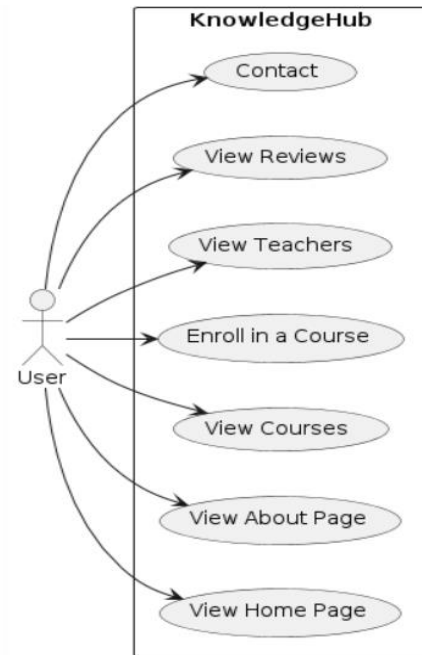 KnowledgeHub
Contact
View Reviews
View Teachers
Enroll in a Course
User
View Courses
View About Page
View Home Page